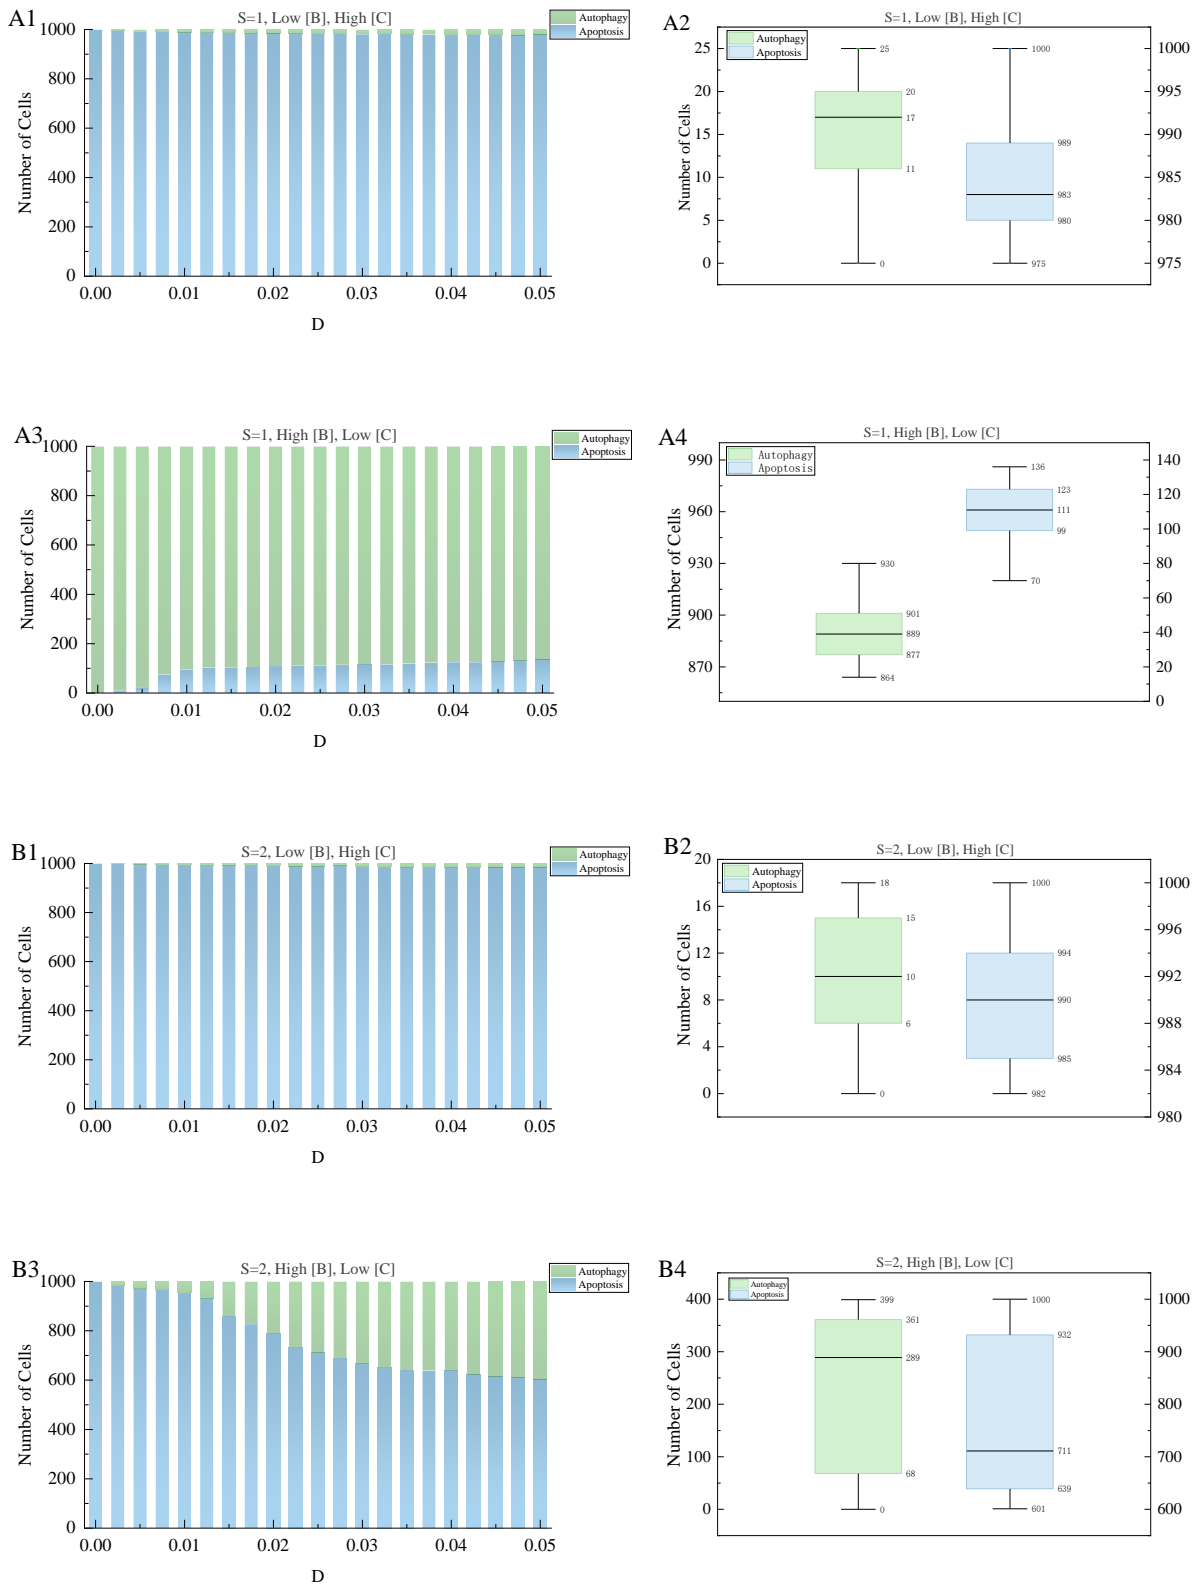 A1
S=1, Low [B], High [C]
Autophagy
Apoptosis
1000
800
600
400
200
0
Number of Cells
0.00 0.01 0.02 0.03 0.04 0.05
D
A2
S=1, Low [B], High [C]
Autophagy
Apoptosis
25
20
15
10
5
0
Number of Cells
25
20
17
11
0
1000
989
983
980
975
1000
995
990
985
980
975
A3
S=1, High [B], Low [C]
Autophagy
Apoptosis
1000
800
600
400
200
0
Number of Cells
0.00 0.01 0.02 0.03 0.04 0.05
D
A4
S=1, High [B], Low [C]
Autophagy
Apoptosis
990
960
930
900
870
Number of Cells
930
901
889
877
864
136
123
111
99
70
140
120
100
80
60
40
20
0
B1
S=2, Low [B], High [C]
Autophagy
Apoptosis
1000
800
600
400
200
0
Number of Cells
0.00 0.01 0.02 0.03 0.04 0.05
D
B2
S=2, Low [B], High [C]
Autophagy
Apoptosis
20
16
12
8
4
0
Number of Cells
18
15
10
6
0
1000
994
990
985
982
1000
996
992
988
984
980
B3
S=2, High [B], Low [C]
Autophagy
Apoptosis
1000
800
600
400
200
0
Number of Cells
0.00 0.01 0.02 0.03 0.04 0.05
D
B4
S=2, High [B], Low [C]
Autophagy
Apoptosis
400
300
200
100
0
Number of Cells
399
361
289
68
0
1000
932
711
639
601
1000
900
800
700
600